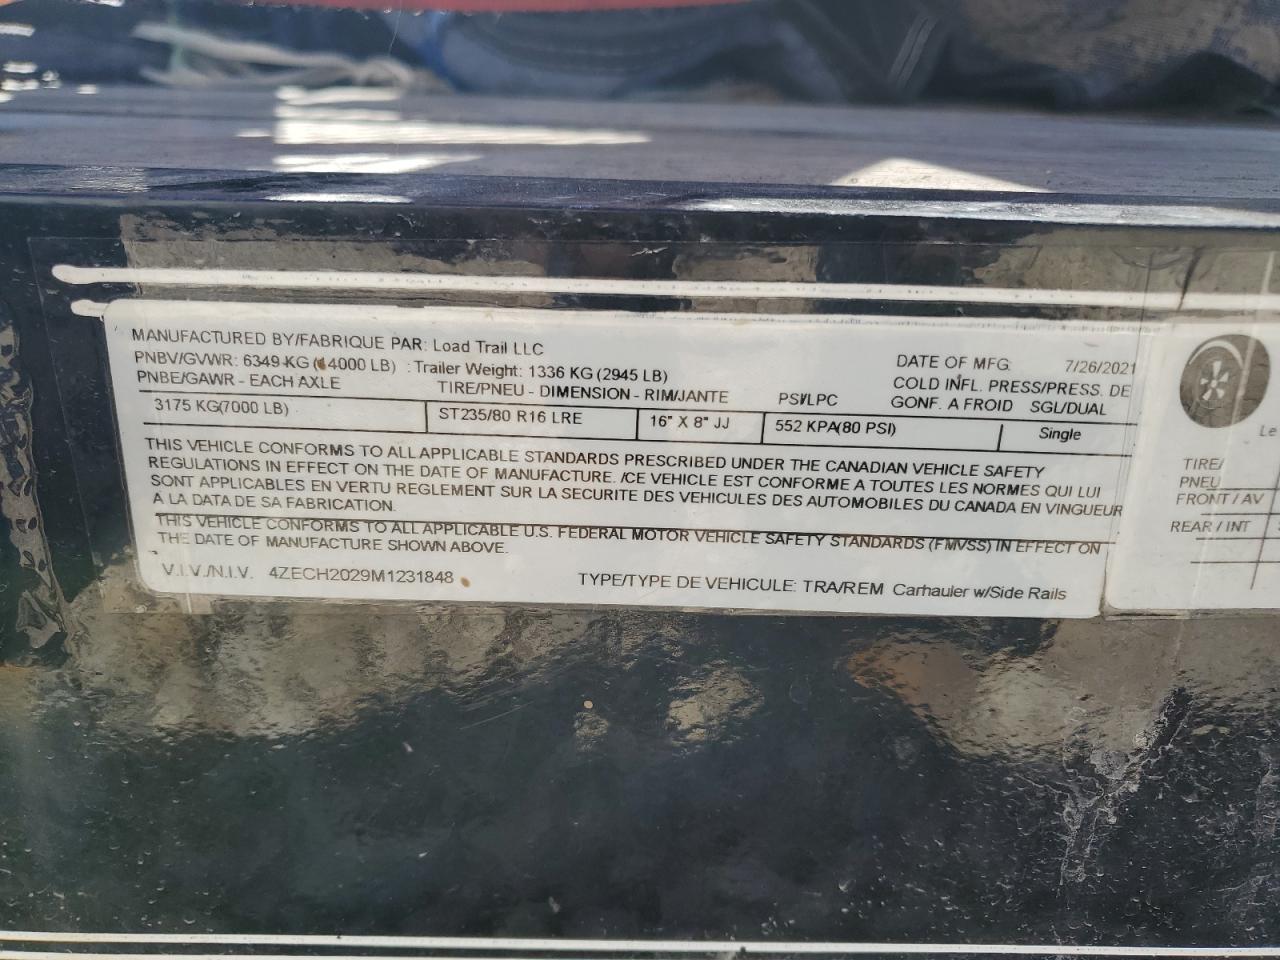 MANUFACTURED BY/FABRIQUE PAR: Load Trail LLC
PNBV/GVWR: 6349 KG ( 4000 LB) : Trailer Weight: 1336 KG (2945 LB)
DATE OF MFG: 7/26/2021
PNBE/GAWR - EACH AXLE TIRE/PNEU - DIMENSION - RIM/JANTE PSI/LPC
COLD INFL. PRESS/PRESS. DE
GONF. A FROID SGL/DUAL
3175 KG(7000 LB) ST235/80 R16 LRE 16" X 8" JJ 552 KPA(80 PSI) Single
THIS VEHICLE CONFORMS TO ALL APPLICABLE STANDARDS PRESCRIBED UNDER THE CANADIAN VEHICLE SAFETY
REGULATIONS IN EFFECT ON THE DATE OF MANUFACTURE. /CE VEHICLE EST CONFORME A TOUTES LES NORMES QUI LUI
SONT APPLICABLES EN VERTU REGLEMENT SUR LA SECURITE DES VEHICULES DES AUTOMOBILES DU CANADA EN VINGUEUR
A LA DATA DE SA FABRICATION.
THIS VEHICLE CONFORMS TO ALL APPLICABLE U.S. FEDERAL MOTOR VEHICLE SAFETY STANDARDS (FMVSS) IN EFFECT ON
THE DATE OF MANUFACTURE SHOWN ABOVE.
V.I.V./N.I.V. 4ZECH2029M1231848 TYPE/TYPE DE VEHICULE: TRA/REM Carhauler w/Side Rails
Le
TIRE/
PNEU
FRONT / AV
REAR / INT